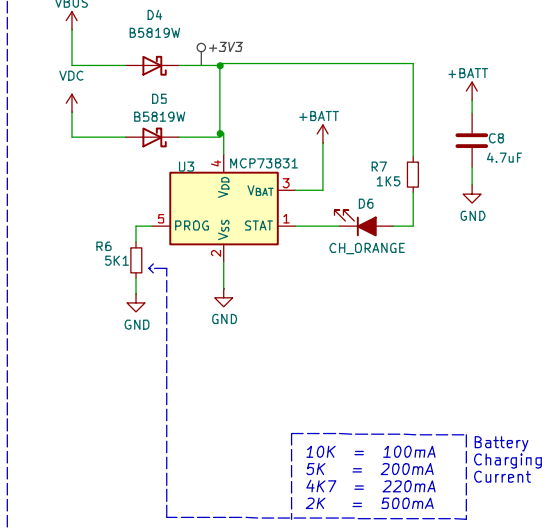 VBUS
D4
B5819W
+3V3
VDC
D5
B5819W
+BATT
+BATT
C8
4.7uF
GND
U3
MCP73831
4
VDD
VBAT
3
R7
1K5
5
PROG
VSS
STAT
1
D6
CH_ORANGE
2
R6
5K1
GND
GND
10K = 100mA
5K = 200mA
4K7 = 220mA
2K = 500mA
Battery
Charging
Current